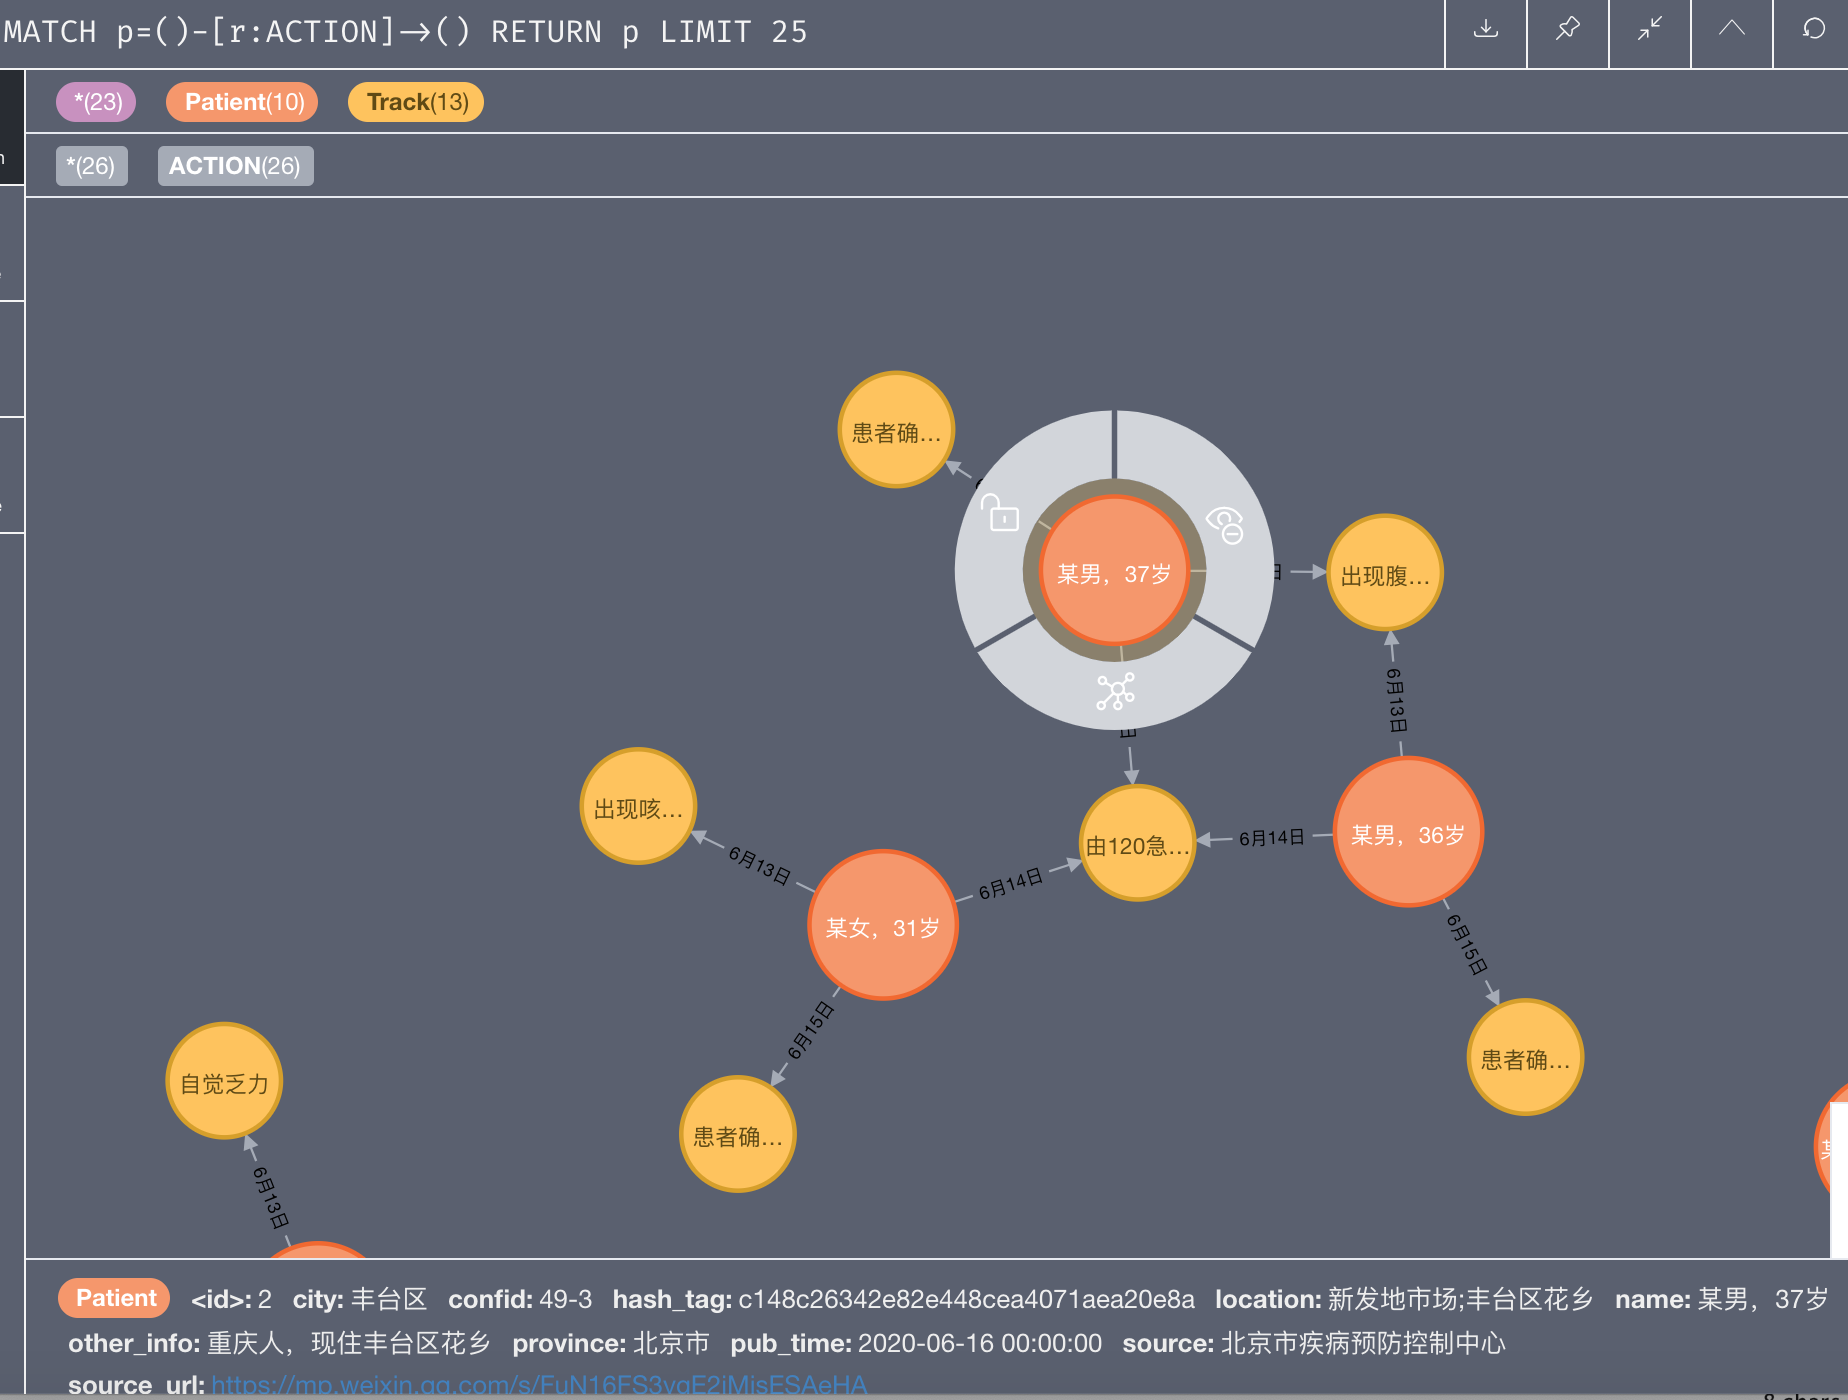 MATCH p=()-[r:ACTION]->() RETURN p LIMIT 25
*(23) Patient(10) Track(13)
*(26) ACTION(26)
患者确...
某男，37岁
出现腹...
6月13日
出现咳...
6月13日
由120急...
6月14日
某男，36岁
6月14日
某女，31岁
6月15日
6月15日
自觉乏力
患者确...
患者确...
6月13日
Patient <id>: 2 city: 丰台区 confid: 49-3 hash_tag: c148c26342e82e448cea4071aea20e8a location: 新发地市场;丰台区花乡 name: 某男，37岁
other_info: 重庆人，现住丰台区花乡 province: 北京市 pub_time: 2020-06-16 00:00:00 source: 北京市疾病预防控制中心
source_url: